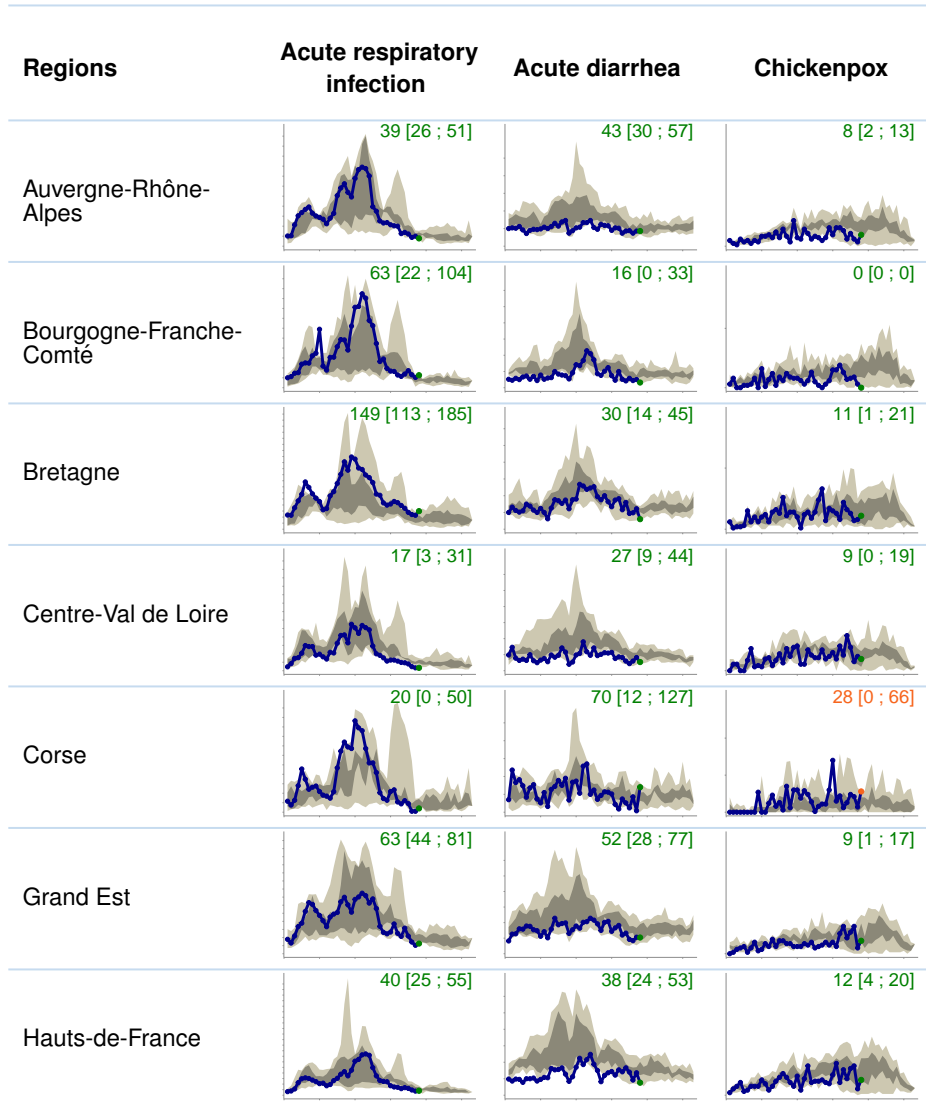 Regions
Acute respiratory
infection
Acute diarrhea
Chickenpox
39 [26 ; 51]
43 [30 ; 57]
8 [2 ; 13]
Auvergne-Rhône-
Alpes
63 [22 ; 104]
16 [0 ; 33]
0 [0 ; 0]
Bourgogne-Franche-
Comté
149 [113 ; 185]
30 [14 ; 45]
11 [1 ; 21]
Bretagne
17 [3 ; 31]
27 [9 ; 44]
9 [0 ; 19]
Centre-Val de Loire
20 [0 ; 50]
70 [12 ; 127]
28 [0 ; 66]
Corse
63 [44 ; 81]
52 [28 ; 77]
9 [1 ; 17]
Grand Est
40 [25 ; 55]
38 [24 ; 53]
12 [4 ; 20]
Hauts-de-France